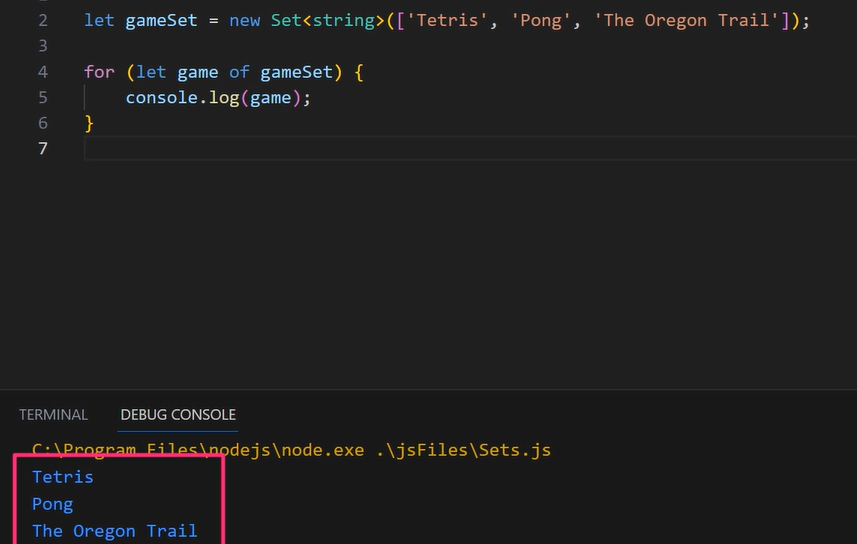 2 let gameSet = new Set<string>(['Tetris', 'Pong', 'The Oregon Trail']);
3
4 for (let game of gameSet) {
5 console.log(game);
6 }
7
TERMINAL DEBUG CONSOLE
C:\Program Files\nodejs\node.exe .\jsFiles\Sets.js
Tetris
Pong
The Oregon Trail